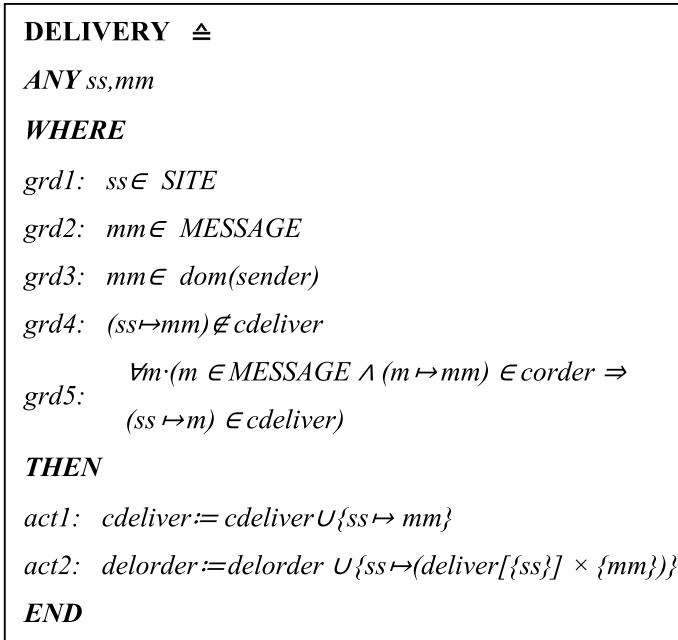 DELIVERY ≙
ANY ss,mm
WHERE
grd1: ss∈ SITE
grd2: mm∈ MESSAGE
grd3: mm∈ dom(sender)
grd4: (ss↦mm)∉cdeliver
grd5: ∀m·(m ∈MESSAGE ∧ (m ↦mm) ∈corder ⇒
(ss ↦m) ∈cdeliver)
THEN
act1: cdeliver≔ cdeliver∪{ss↦ mm}
act2: delorder≔delorder ∪{ss↦(deliver[{ss}] × {mm})}
END